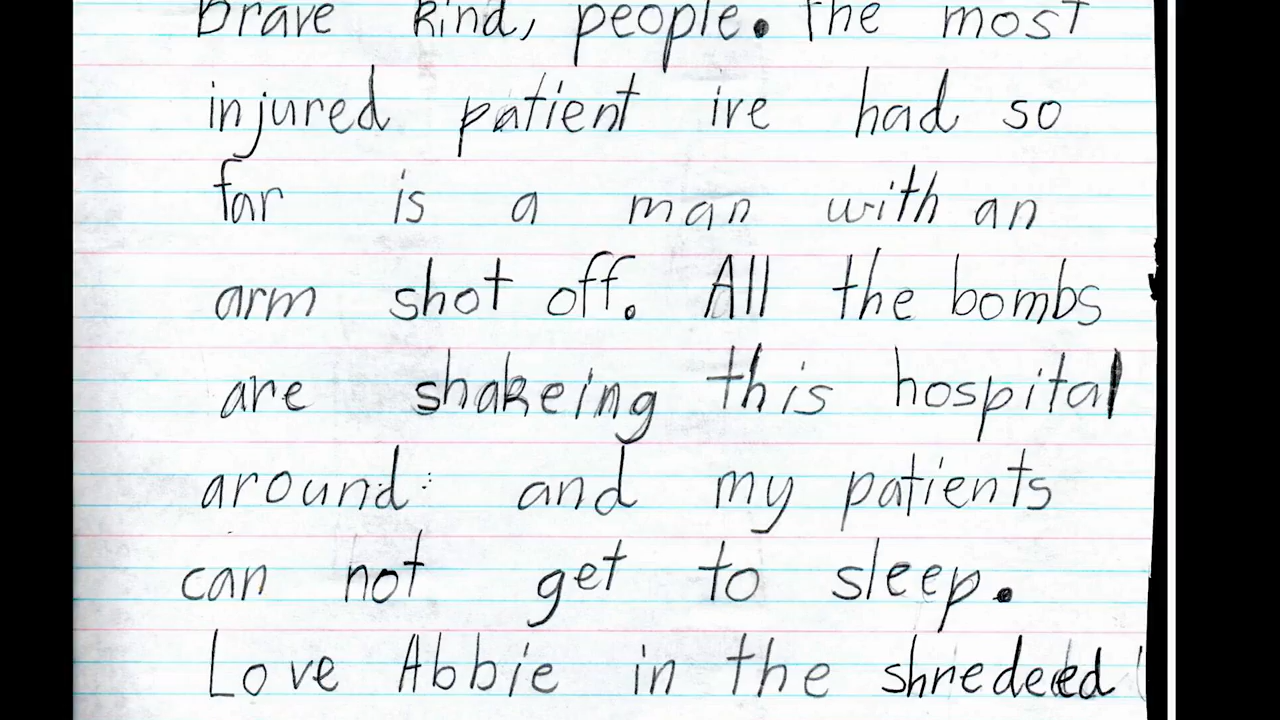 Brave kind, people. The most
injured patient ive had so
far is a man with an
arm shot off. All the bombs
are shakeing this hospital
around and my patients
can not get to sleep.
Love Abbie in the shredeed